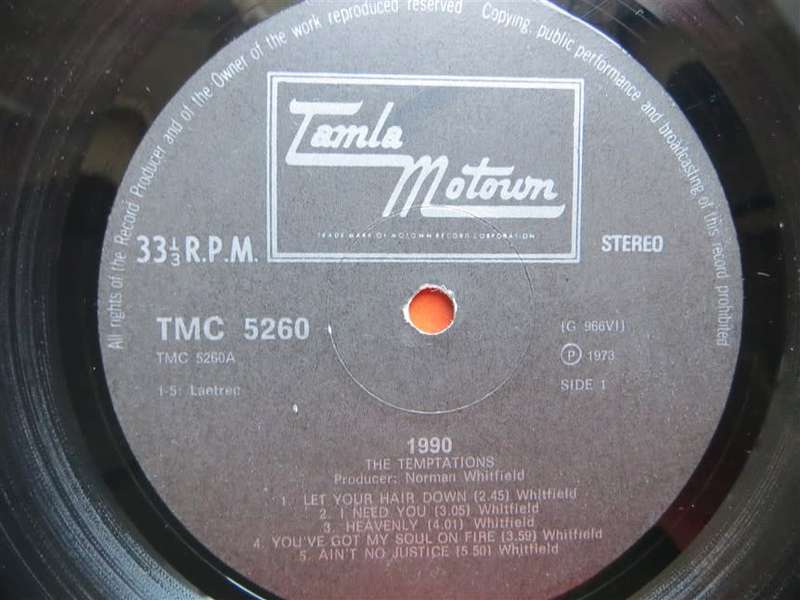 All rights of the Record Producer and of the Owner of the work reproduced reserved Copying, public performance and broadcasting of this record prohibited
Tamla
Motown
TRADE MARK OF MOTOWN RECORD CORPORATION
33 1/3 R.P.M.
STEREO
TMC 5260
(G 966VI)
TMC 5260A
Ⓟ 1973
1-5: Laetrec
SIDE 1
1990
THE TEMPTATIONS
Producer: Norman Whitfield
1. LET YOUR HAIR DOWN (2.45) Whitfield
2. I NEED YOU (3.05) Whitfield
3. HEAVENLY (4.01) Whitfield
4. YOU'VE GOT MY SOUL ON FIRE (3.59) Whitfield
5. AIN'T NO JUSTICE (5.50) Whitfield